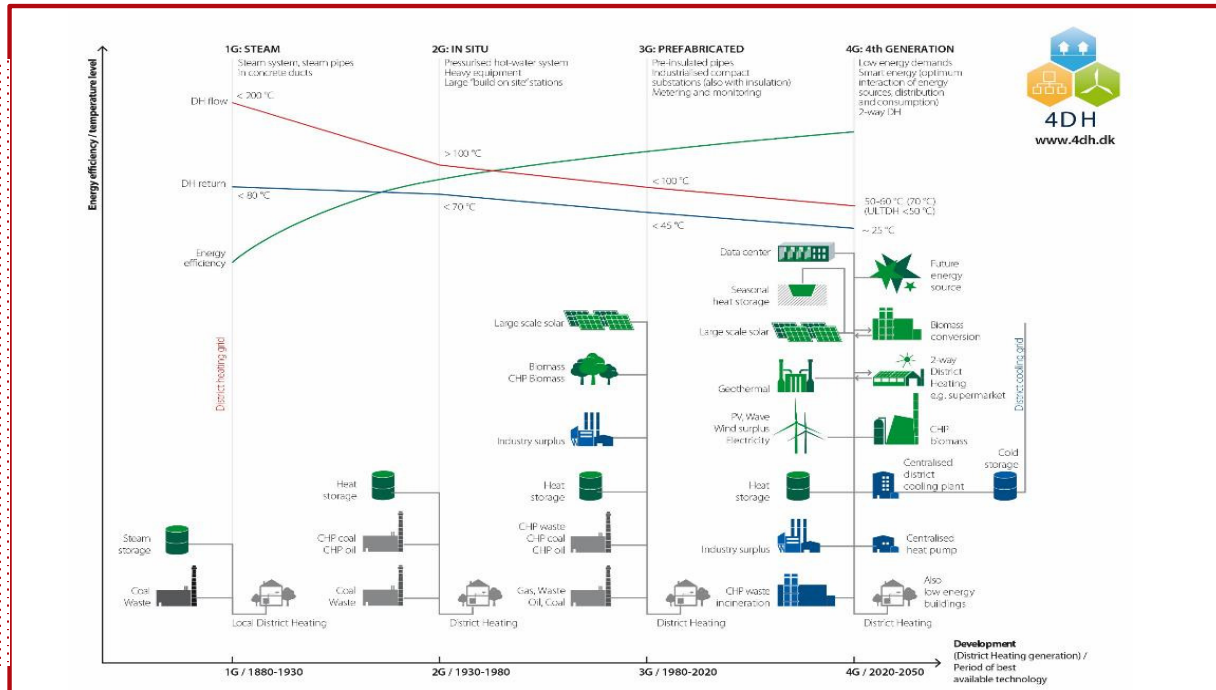 1G: STEAM
Steam system, steam pipes
in concrete ducts
2G: IN SITU
Pressurised hot-water system
Heavy equipment
Large "build on site" stations
3G: PREFABRICATED
Pre-insulated pipes
Industrialised compact
substations (also with insulation)
Metering and monitoring
4G: 4th GENERATION
Low energy demands
Smart energy (optimum
interaction of energy
sources, distribution
and consumption)
2-way DH
4DH
www.4dh.dk
Energy efficiency / temperature level
DH flow
< 200 °C
> 100 °C
< 100 °C
50-60 °C (70 °C)
(ULTDH <50 °C)
DH return
< 80 °C
< 70 °C
< 45 °C
~ 25 °C
Energy
efficiency
District heating grid
District cooling grid
Data center
Future
energy
source
Seasonal
heat storage
Large scale solar
Large scale solar
Biomass
conversion
Biomass
CHP Biomass
Geothermal
2-way
District
Heating
e.g. supermarket
Industry surplus
PV, Wave
Wind surplus
Electricity
CHP
biomass
Cold
storage
Heat
storage
Heat
storage
Heat
storage
Centralised
district
cooling plant
Steam
storage
CHP coal
CHP oil
CHP waste
CHP coal
CHP oil
Industry surplus
Centralised
heat pump
Coal
Waste
Coal
Waste
Gas, Waste
Oil, Coal
CHP waste
incineration
Also
low energy
buildings
Local District Heating
District Heating
District Heating
District Heating
1G / 1880-1930
2G / 1930-1980
3G / 1980-2020
4G / 2020-2050
Development
(District Heating generation) /
Period of best
available technology